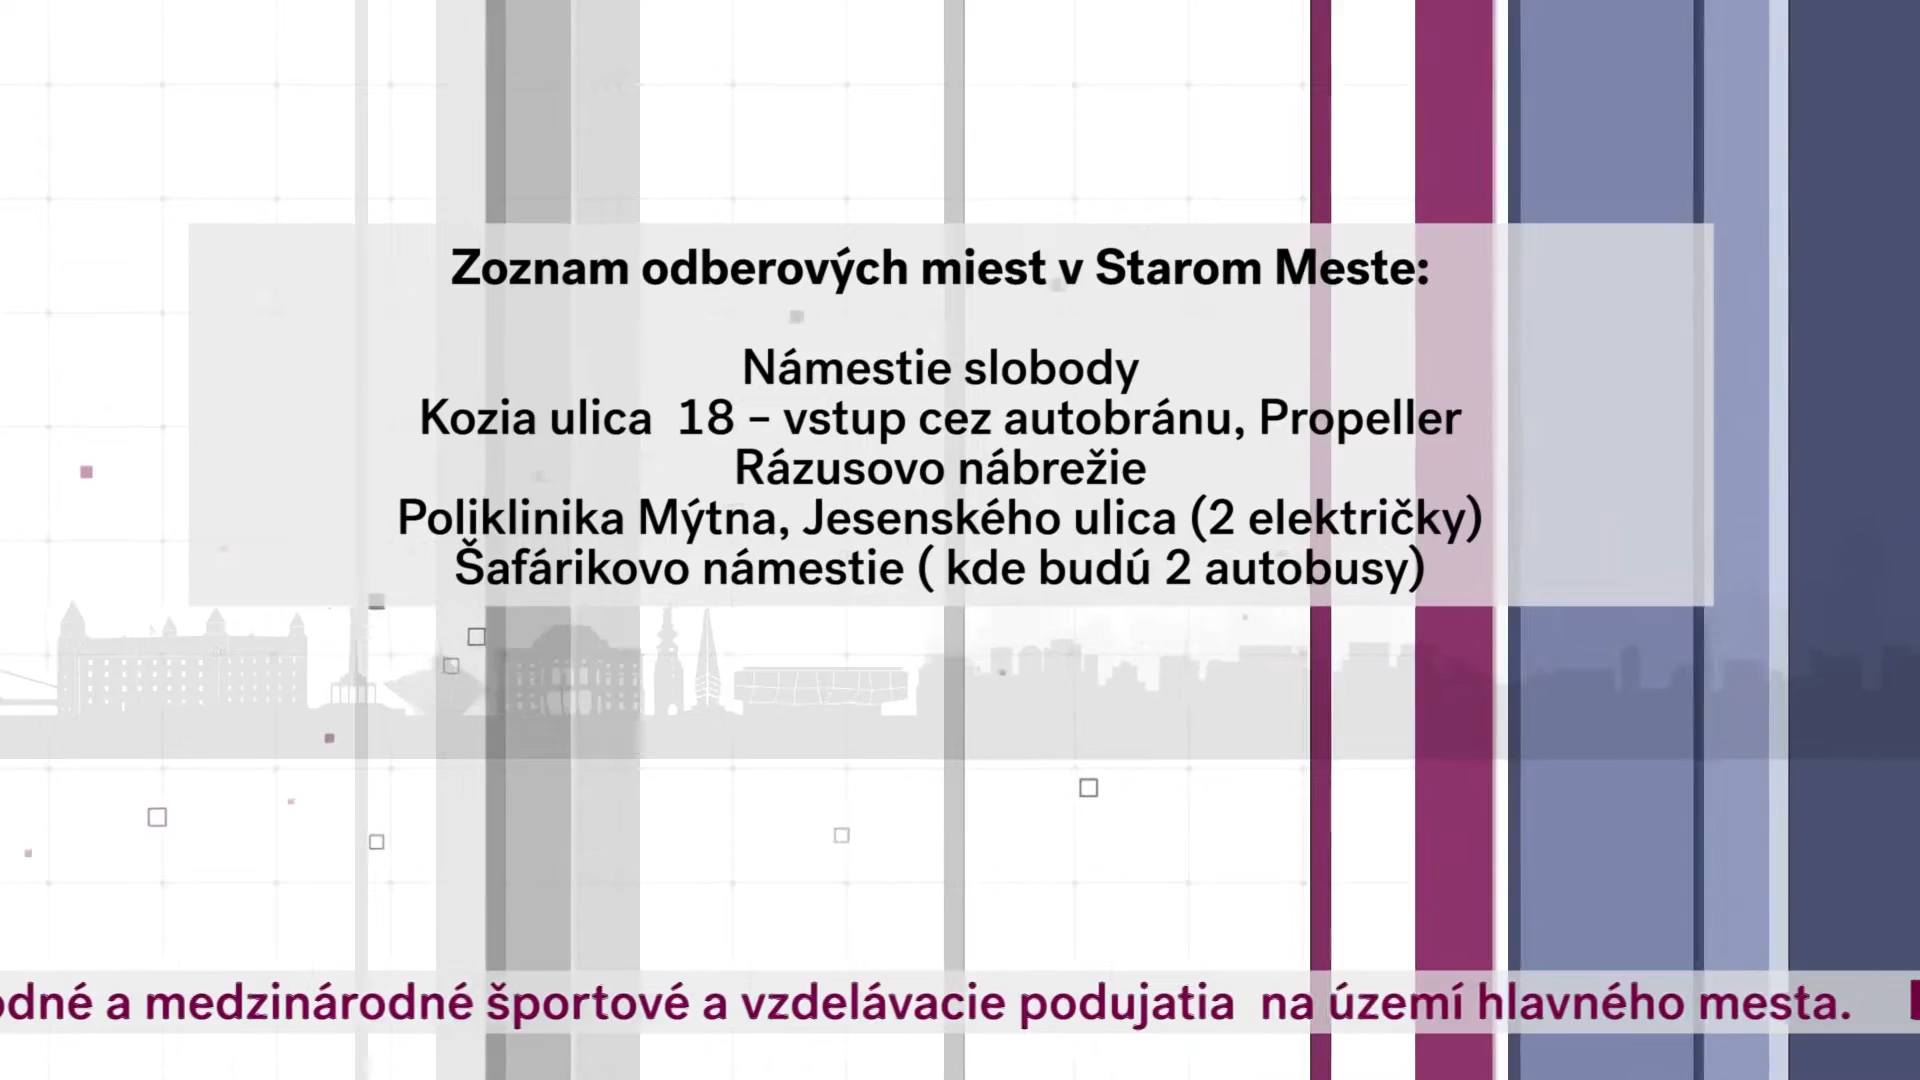 Zoznam odberových miest v Starom Meste:
Námestie slobody
Kozia ulica  18 – vstup cez autobránu, Propeller
Rázusovo nábrežie
Poliklinika Mýtna, Jesenského ulica (2 električky)
Šafárikovo námestie ( kde budú 2 autobusy)
a medzinárodné športové a vzdelávacie podujatia  na území hlavného mesta.